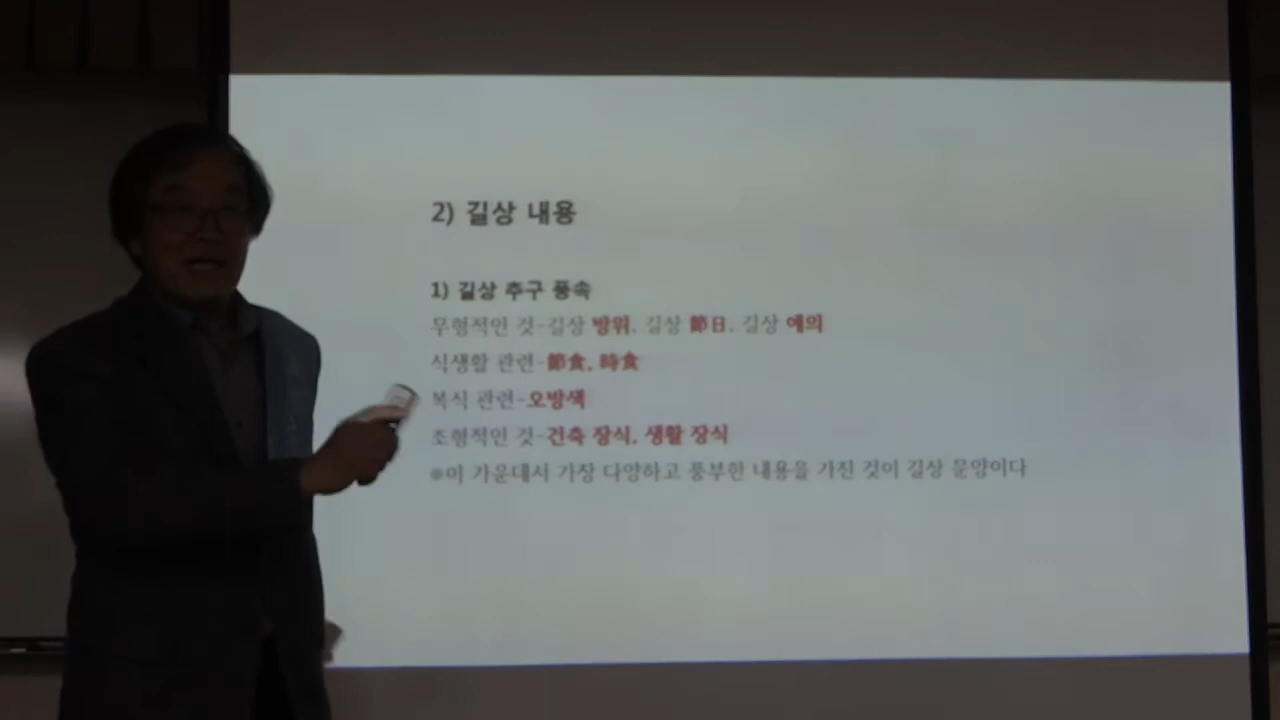 2) 길상 내용
1) 길상 추구 풍속
무형적인 것-길상 방위, 길상 節日, 길상 예의
식생활 관련-節食, 時食
복식 관련-오방색
조형적인 것-건축 장식, 생활 장식
※이 가운데서 가장 다양하고 풍부한 내용을 가진 것이 길상 문양이다